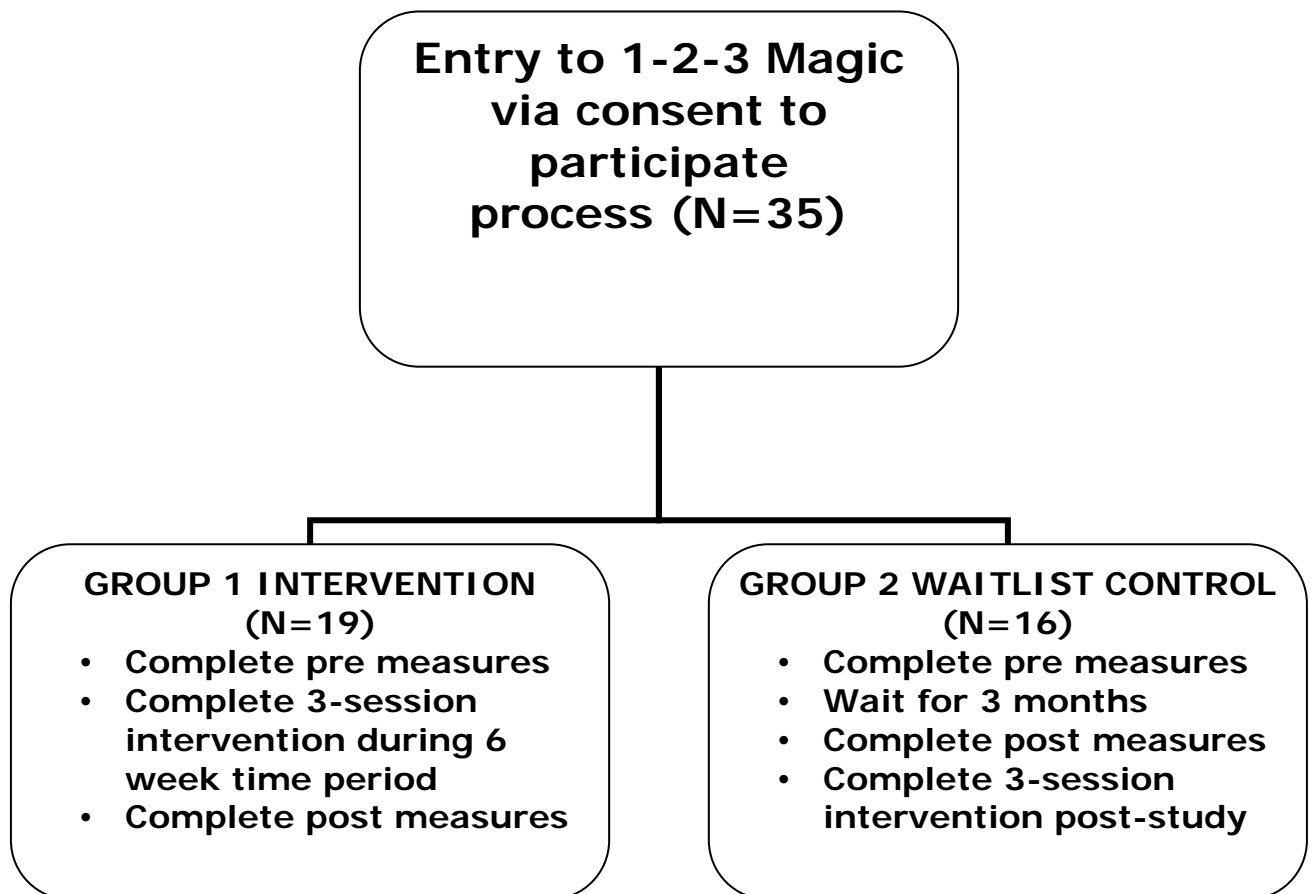 Entry to 1-2-3 Magic
via consent to
participate
process (N=35)
GROUP 1 INTERVENTION
(N=19)
• Complete pre measures
• Complete 3-session
intervention during 6
week time period
• Complete post measures
GROUP 2 WAITLIST CONTROL
(N=16)
• Complete pre measures
• Wait for 3 months
• Complete post measures
• Complete 3-session
intervention post-study